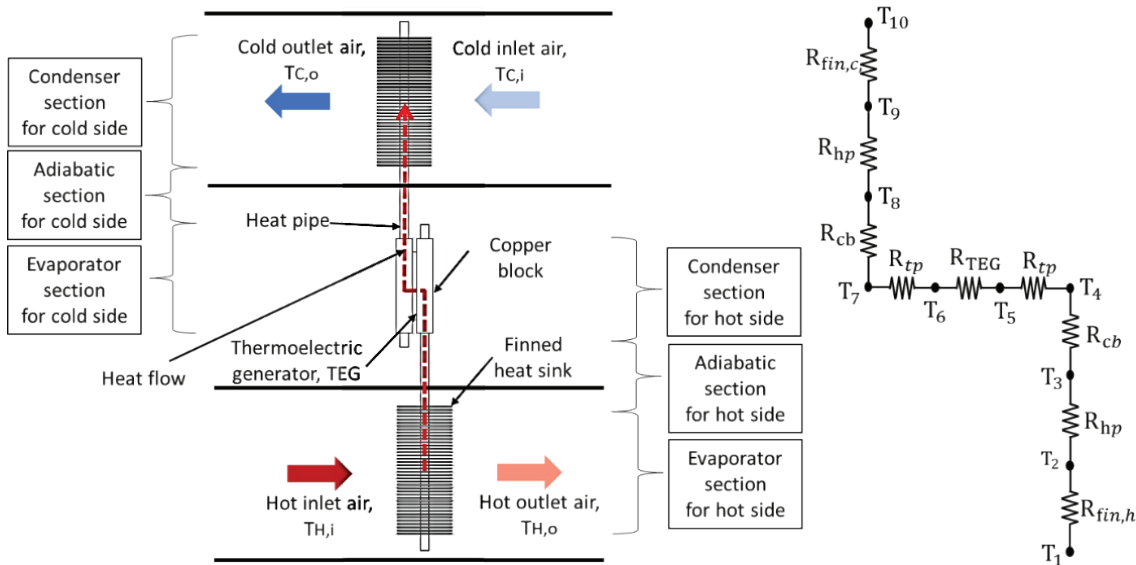 Condenser
section
for cold side
Adiabatic
section
for cold side
Evaporator
section
for cold side
Cold outlet air,
TC,o
Cold inlet air,
TC,i
Heat pipe
Copper
block
Thermoelectric
generator, TEG
Finned
heat sink
Heat flow
Hot inlet air,
TH,i
Hot outlet air,
TH,o
Condenser
section
for hot side
Adiabatic
section
for hot side
Evaporator
section
for hot side
T10
Rfin,c
T9
Rhp
T8
Rcb
T7
Rtp
T6
RTEG
T5
Rtp
T4
Rcb
T3
Rhp
T2
Rfin,h
T1